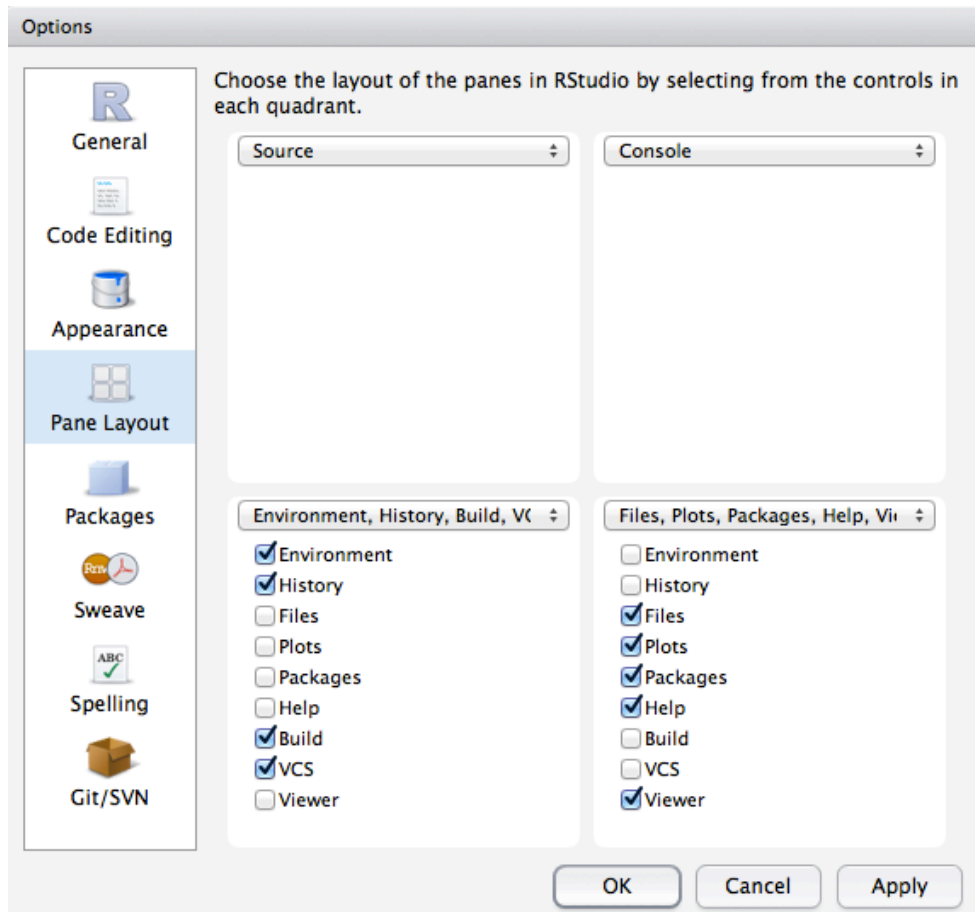 Options
Choose the layout of the panes in RStudio by selecting from the controls in
each quadrant.
R
General
Code Editing
Appearance
Pane Layout
Packages
Rnw
Sweave
ABC
Spelling
Git/SVN
Source
Console
Environment, History, Build, V(
Environment
History
Files
Plots
Packages
Help
Build
VCS
Viewer
Files, Plots, Packages, Help, Vi
Environment
History
Files
Plots
Packages
Help
Build
VCS
Viewer
OK
Cancel
Apply